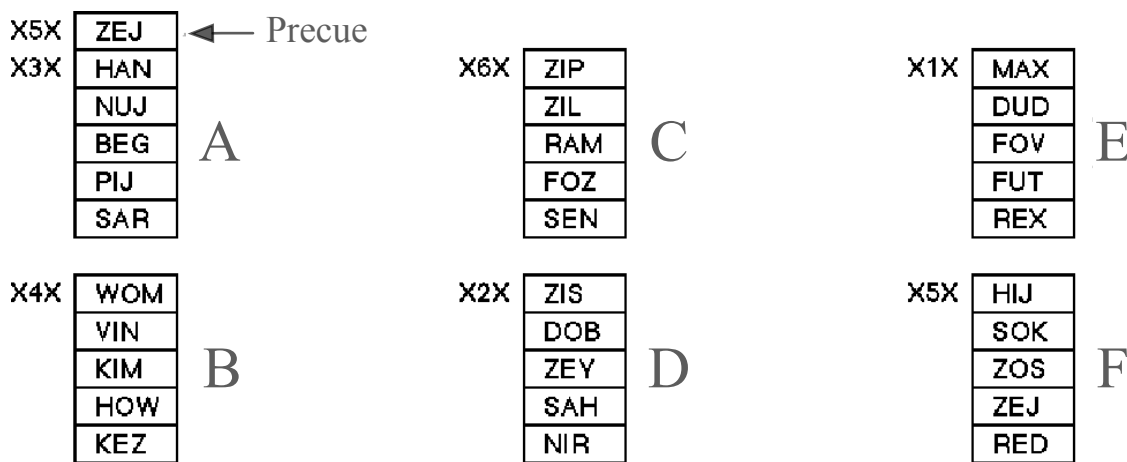 X5X ZEJ Precue
X3X HAN
NUJ
BEG
PIJ
SAR
A
X6X ZIP
ZIL
RAM
FOZ
SEN
C
X1X MAX
DUD
FOV
FUT
REX
E
X4X WOM
VIN
KIM
HOW
KEZ
B
X2X ZIS
DOB
ZEY
SAH
NIR
D
X5X HIJ
SOK
ZOS
ZEJ
RED
F